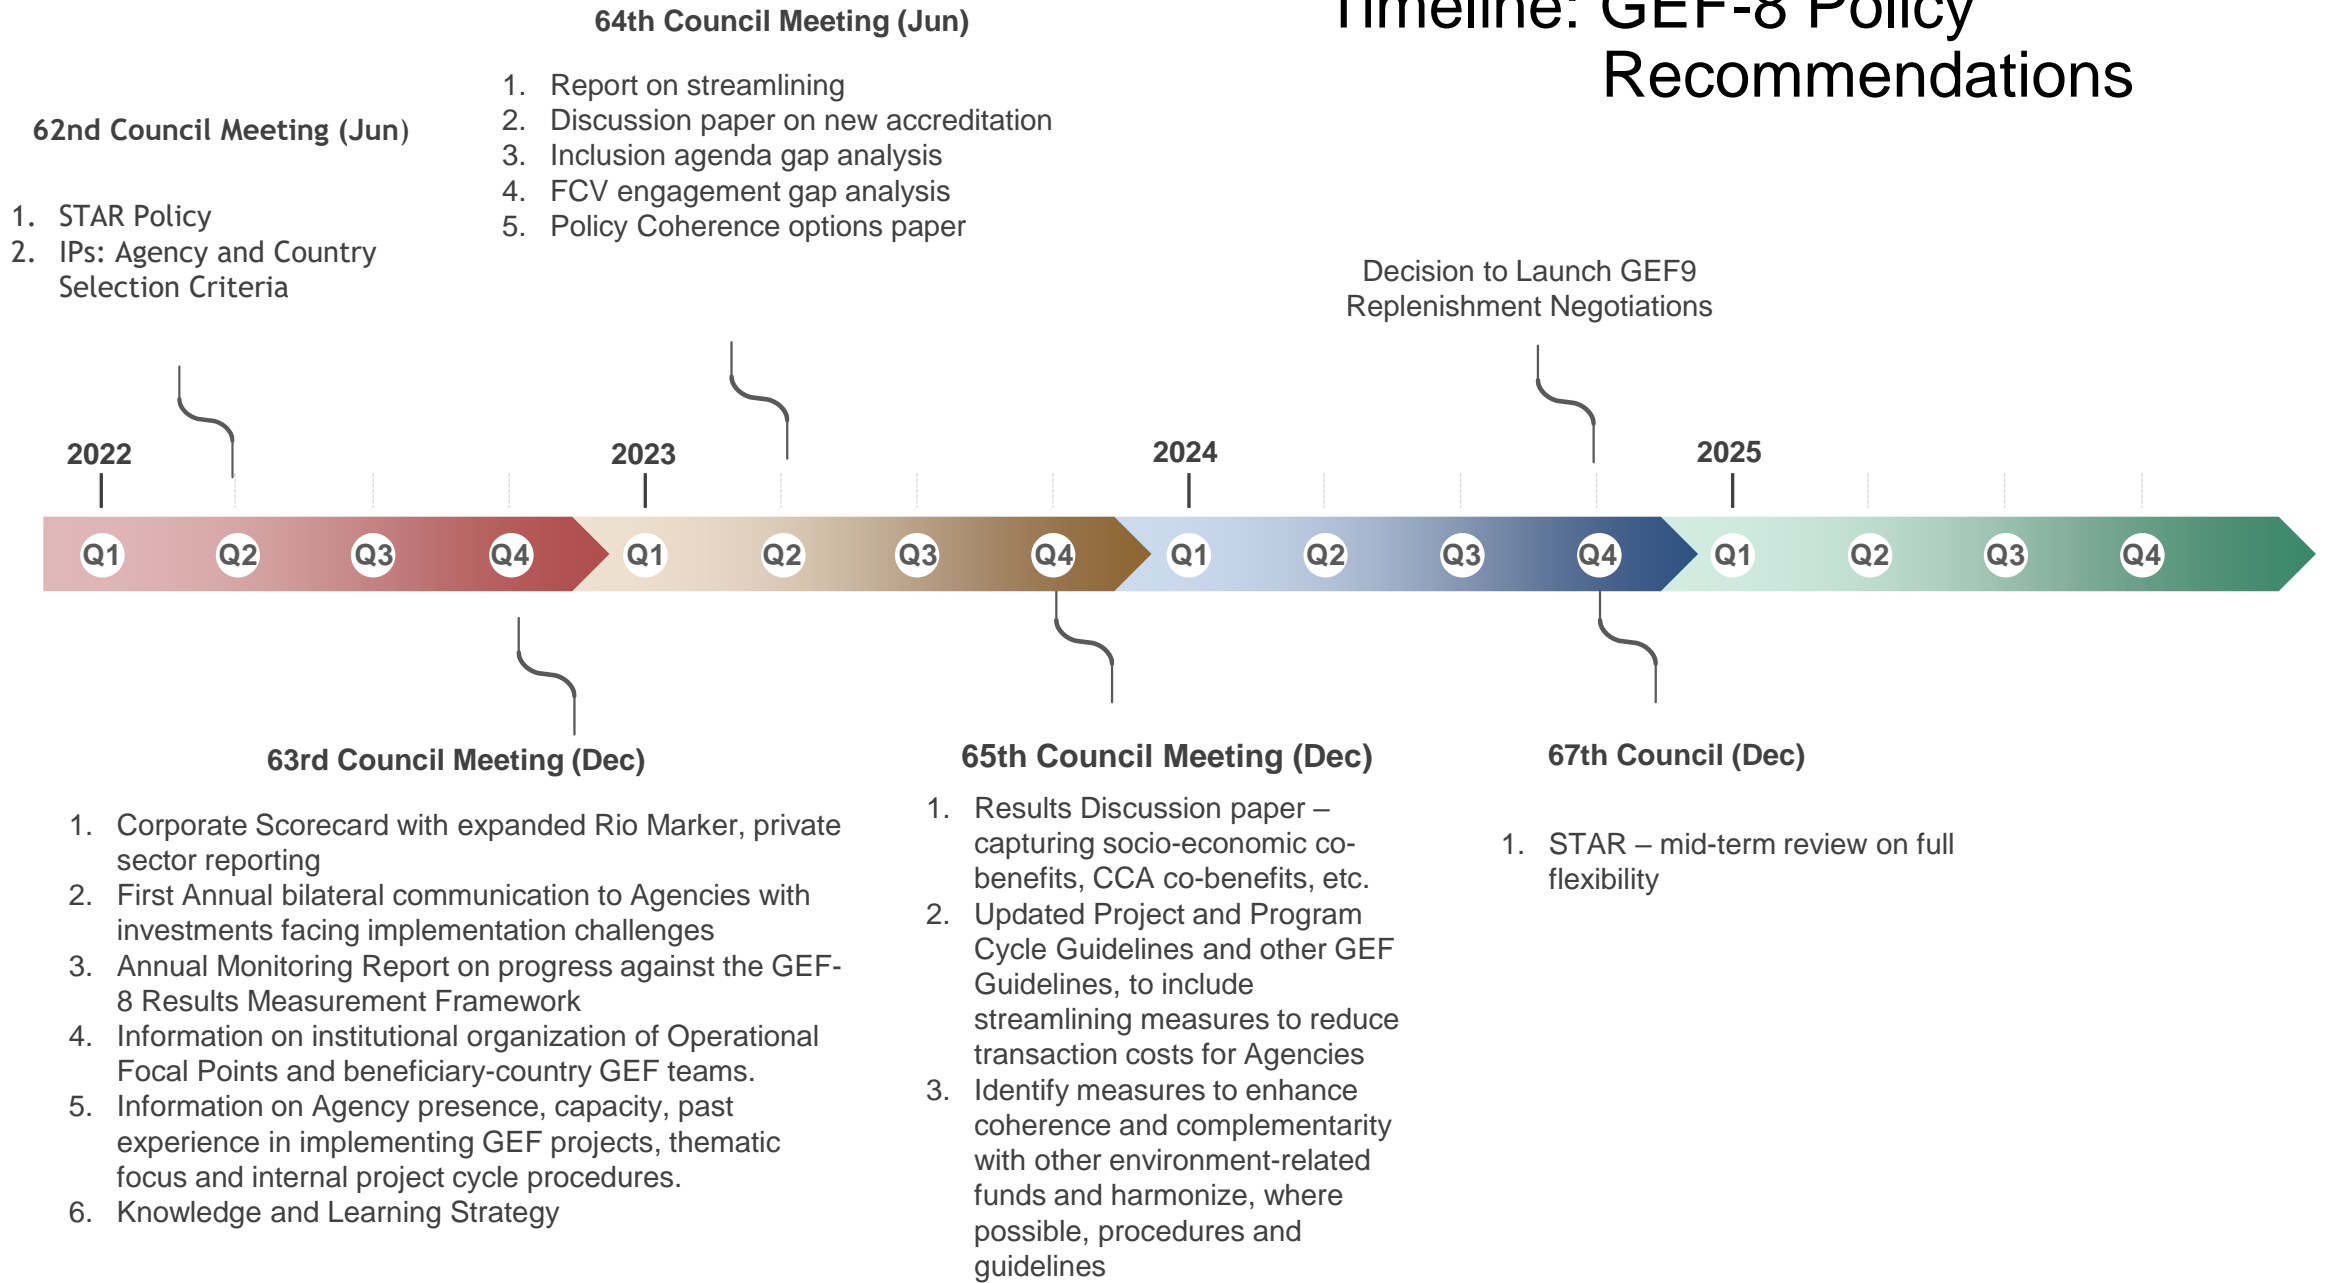 Timeline: GEF-8 Policy
Recommendations
62nd Council Meeting (Jun)
1. STAR Policy
2. IPs: Agency and Country
Selection Criteria
64th Council Meeting (Jun)
1. Report on streamlining
2. Discussion paper on new accreditation
3. Inclusion agenda gap analysis
4. FCV engagement gap analysis
5. Policy Coherence options paper
Decision to Launch GEF9
Replenishment Negotiations
2022
2023
2024
2025
Q1 Q2 Q3 Q4 Q1 Q2 Q3 Q4 Q1 Q2 Q3 Q4 Q1 Q2 Q3 Q4
63rd Council Meeting (Dec)
1. Corporate Scorecard with expanded Rio Marker, private
sector reporting
2. First Annual bilateral communication to Agencies with
investments facing implementation challenges
3. Annual Monitoring Report on progress against the GEF-
8 Results Measurement Framework
4. Information on institutional organization of Operational
Focal Points and beneficiary-country GEF teams.
5. Information on Agency presence, capacity, past
experience in implementing GEF projects, thematic
focus and internal project cycle procedures.
6. Knowledge and Learning Strategy
65th Council Meeting (Dec)
1. Results Discussion paper –
capturing socio-economic co-
benefits, CCA co-benefits, etc.
2. Updated Project and Program
Cycle Guidelines and other GEF
Guidelines, to include
streamlining measures to reduce
transaction costs for Agencies
3. Identify measures to enhance
coherence and complementarity
with other environment-related
funds and harmonize, where
possible, procedures and
guidelines
67th Council (Dec)
1. STAR – mid-term review on full
flexibility